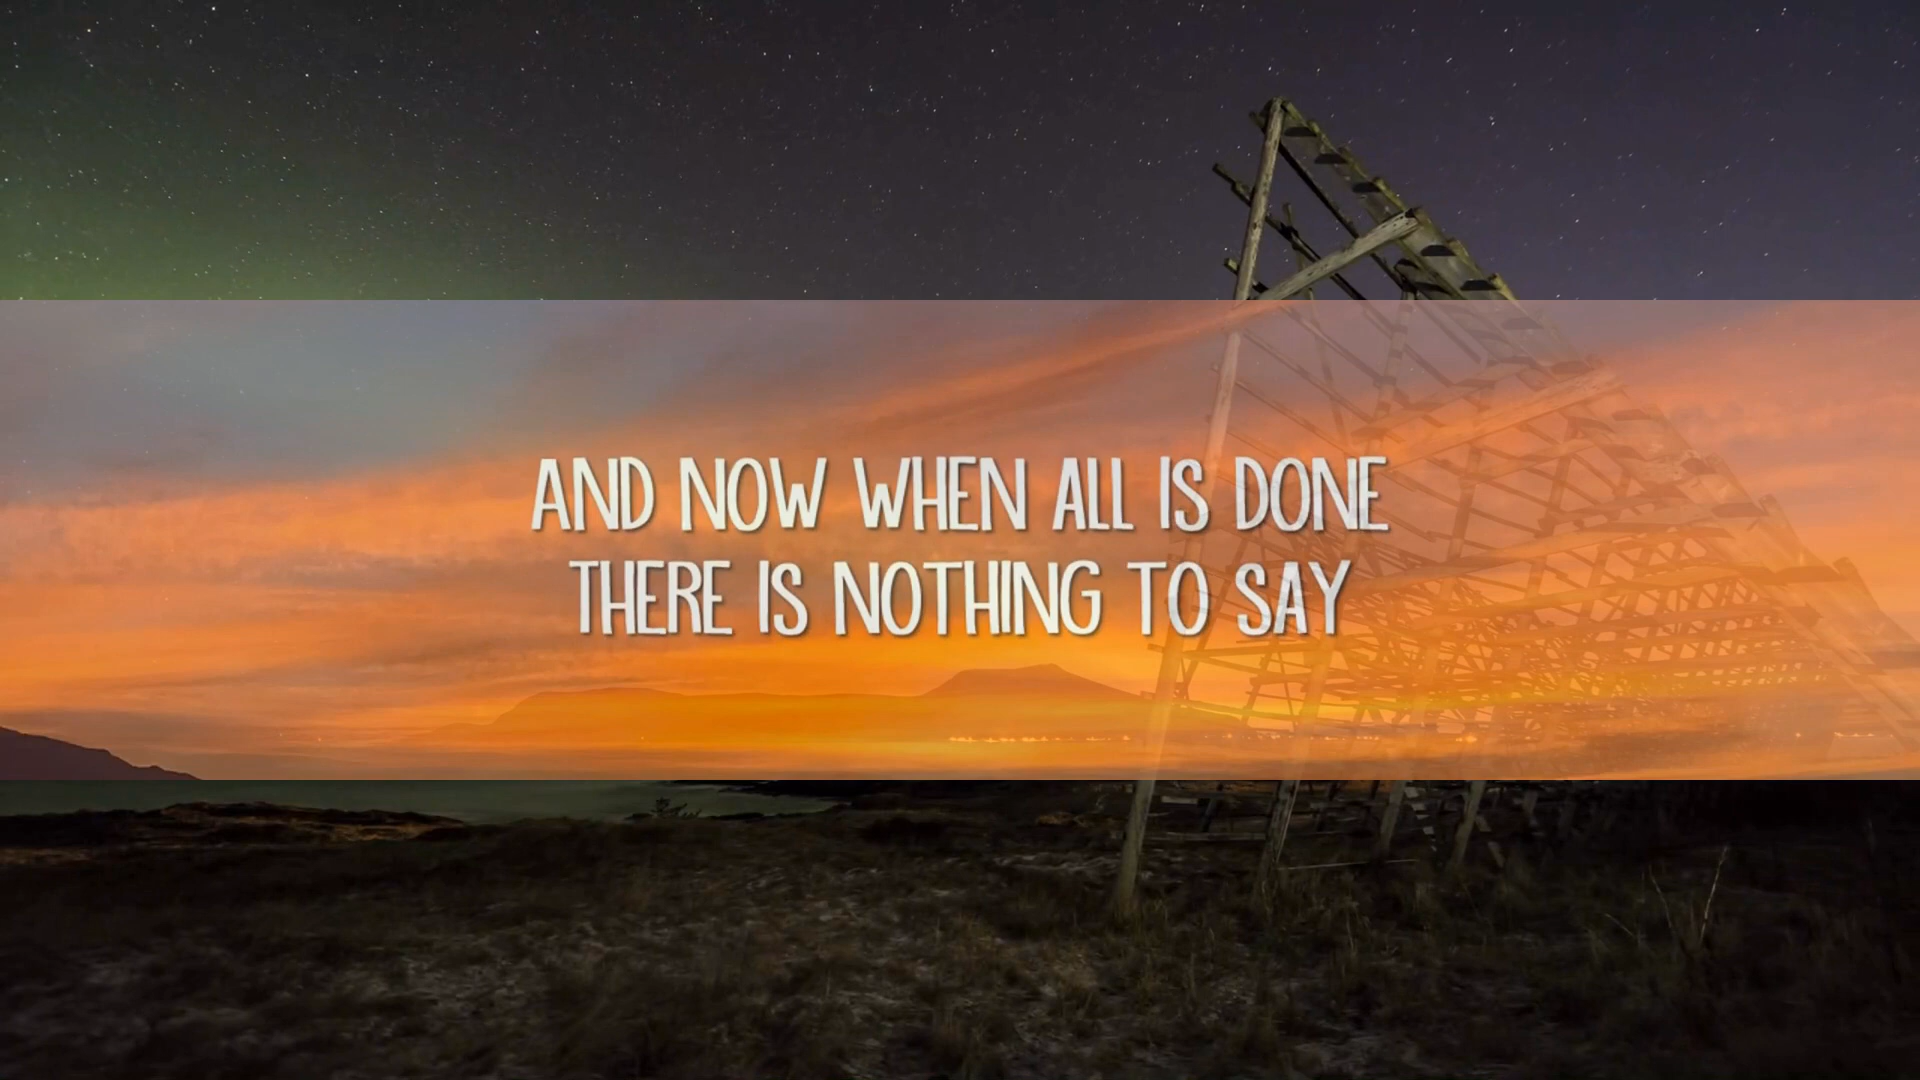 AND NOW WHEN ALL IS DONE
THERE IS NOTHING TO SAY